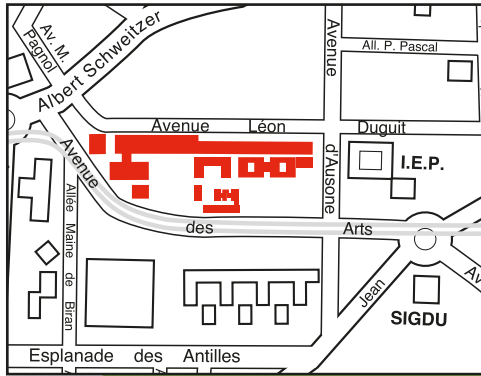 Av. M.
Pagnol
Albert Schweitzer
Avenue
All. P. Pascal
Avenue Léon Duguit
d'Ausone
I.E.P.
Avenue
des Arts
Allée Maine de Biran
Jean
Av
SIGDU
Esplanade des Antilles